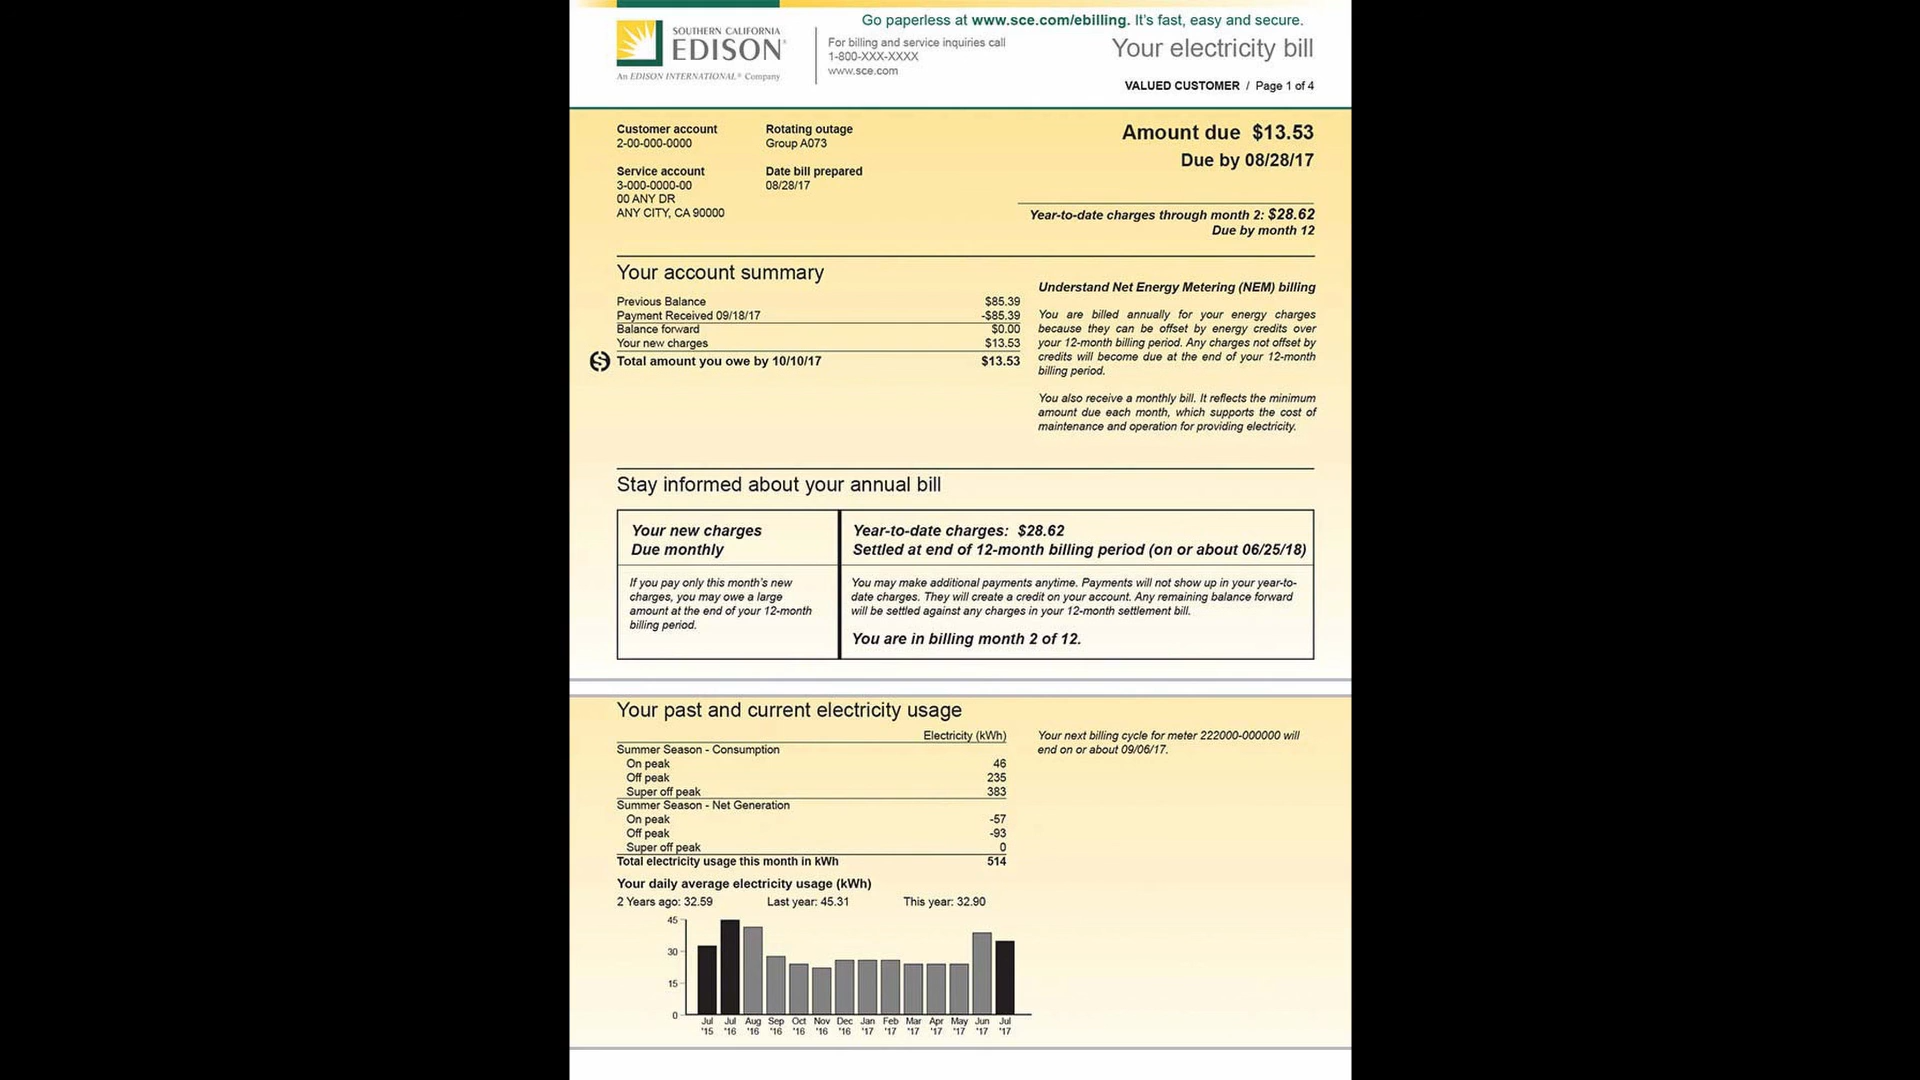 Go paperless at www.sce.com/ebilling. It's fast, easy and secure.
SOUTHERN CALIFORNIA
EDISON®
An EDISON INTERNATIONAL® Company
For billing and service inquiries call
1-800-XXX-XXXX
www.sce.com
Your electricity bill
VALUED CUSTOMER / Page 1 of 4
Customer account
2-00-000-0000
Rotating outage
Group A073
Service account
3-000-0000-00
00 ANY DR
ANY CITY, CA 90000
Date bill prepared
08/28/17
Amount due $13.53
Due by 08/28/17
Year-to-date charges through month 2: $28.62
Due by month 12
Your account summary
Previous Balance $85.39
Payment Received 09/18/17 -$85.39
Balance forward $0.00
Your new charges $13.53
Total amount you owe by 10/10/17 $13.53
Understand Net Energy Metering (NEM) billing
You are billed annually for your energy charges
because they can be offset by energy credits over
your 12-month billing period. Any charges not offset by
credits will become due at the end of your 12-month
billing period.
You also receive a monthly bill. It reflects the minimum
amount due each month, which supports the cost of
maintenance and operation for providing electricity.
Stay informed about your annual bill
Your new charges
Due monthly
If you pay only this month's new
charges, you may owe a large
amount at the end of your 12-month
billing period.
Year-to-date charges: $28.62
Settled at end of 12-month billing period (on or about 06/25/18)
You may make additional payments anytime. Payments will not show up in your year-to-
date charges. They will create a credit on your account. Any remaining balance forward
will be settled against any charges in your 12-month settlement bill.
You are in billing month 2 of 12.
Your past and current electricity usage
Electricity (kWh)
Summer Season - Consumption
On peak 46
Off peak 235
Super off peak 383
Summer Season - Net Generation
On peak -57
Off peak -93
Super off peak 0
Total electricity usage this month in kWh 514
Your next billing cycle for meter 222000-000000 will
end on or about 09/06/17.
Your daily average electricity usage (kWh)
2 Years ago: 32.59 Last year: 45.31 This year: 32.90
45
30
15
0
Jul Jul Aug Sep Oct Nov Dec Jan Feb Mar Apr May Jun Jul
'15 '16 '16 '16 '16 '16 '16 '17 '17 '17 '17 '17 '17 '17